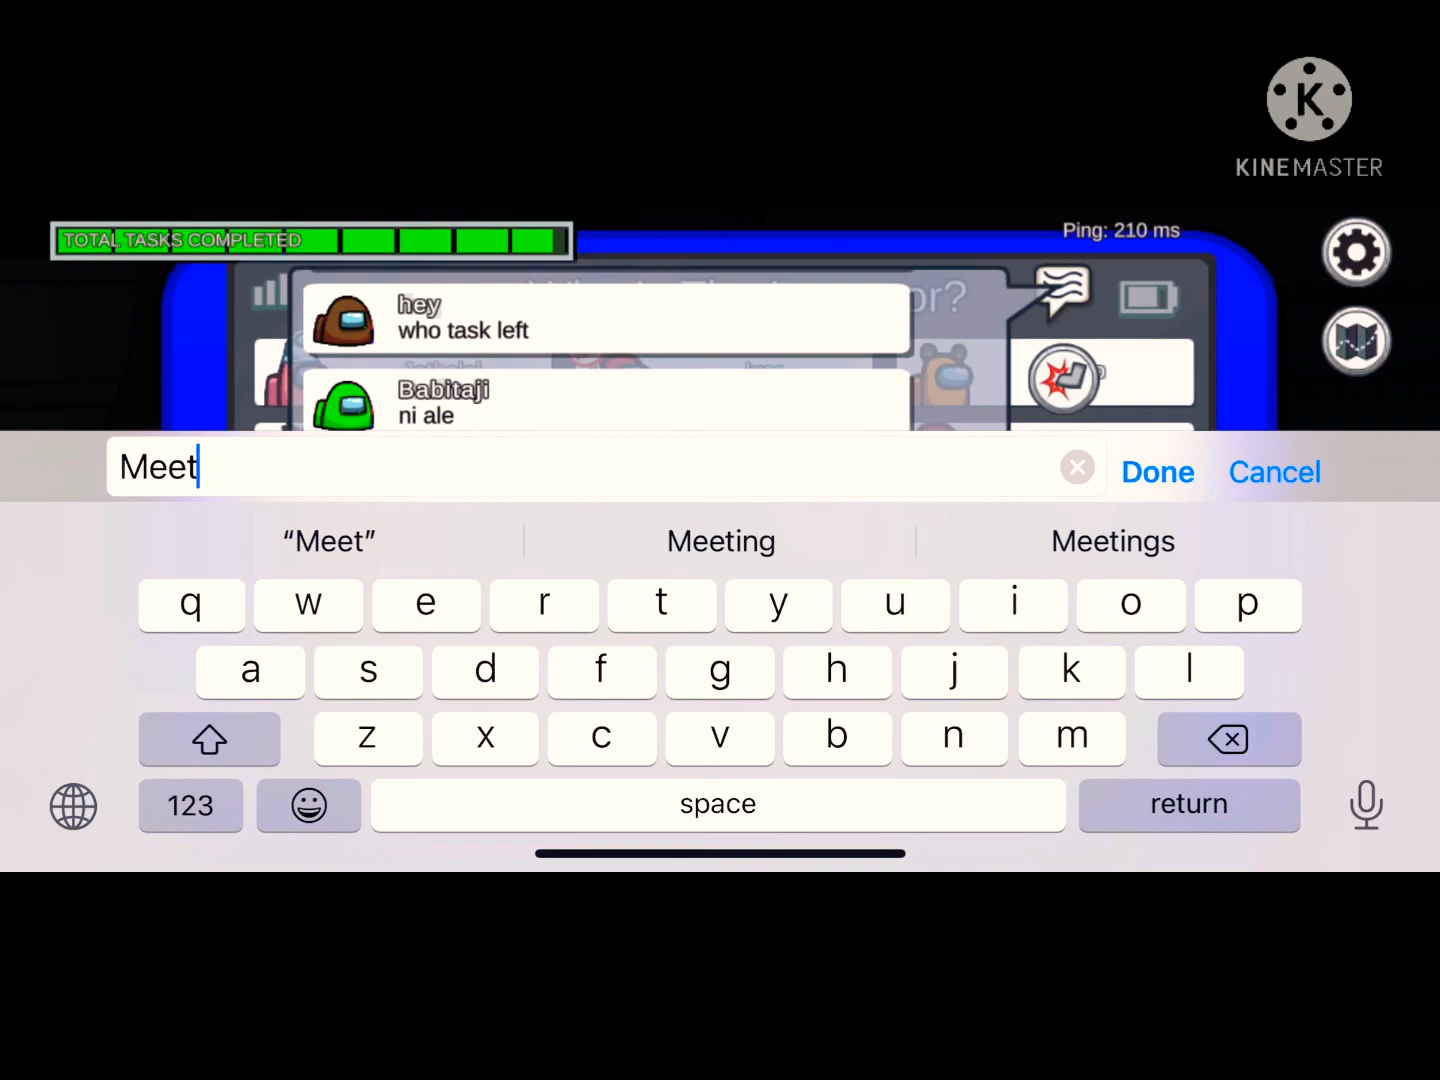 KINEMASTER
TOTAL TASKS COMPLETED
Ping: 210 ms
or?
hey
who task left
Babitaji
ni ale
Meet
Done
Cancel
“Meet”
Meeting
Meetings
q w e r t y u i o p
a s d f g h j k l
z x c v b n m
123
space
return